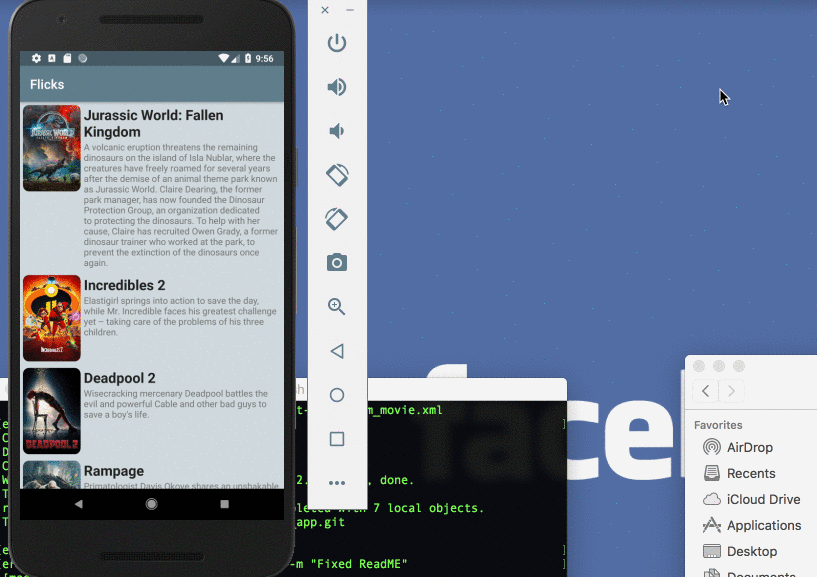 9:56
Flicks
Jurassic World: Fallen
Kingdom
A volcanic eruption threatens the remaining
dinosaurs on the island of Isla Nublar, where the
creatures have freely roamed for several years
after the demise of an animal theme park known
as Jurassic World. Claire Dearing, the former
park manager, has now founded the Dinosaur
Protection Group, an organization dedicated
to protecting the dinosaurs. To help with her
cause, Claire has recruited Owen Grady, a former
dinosaur trainer who worked at the park, to
prevent the extinction of the dinosaurs once
again.
JURASSIC WORLD
Incredibles 2
Elastigirl springs into action to save the day,
while Mr. Incredible faces his greatest challenge
yet – taking care of the problems of his three
children.
INCREDIBLES 2
Deadpool 2
Wisecracking mercenary Deadpool battles the
evil and powerful Cable and other bad guys to
save a boy's life.
DEADPOOL 2
Rampage
Primatologist Davis Okoye shares an unshakable
m_movie.xml
done.
with 7 local objects.
app.git
-m "Fixed ReadME"
face
Favorites
AirDrop
Recents
iCloud Drive
Applications
Desktop
Documents